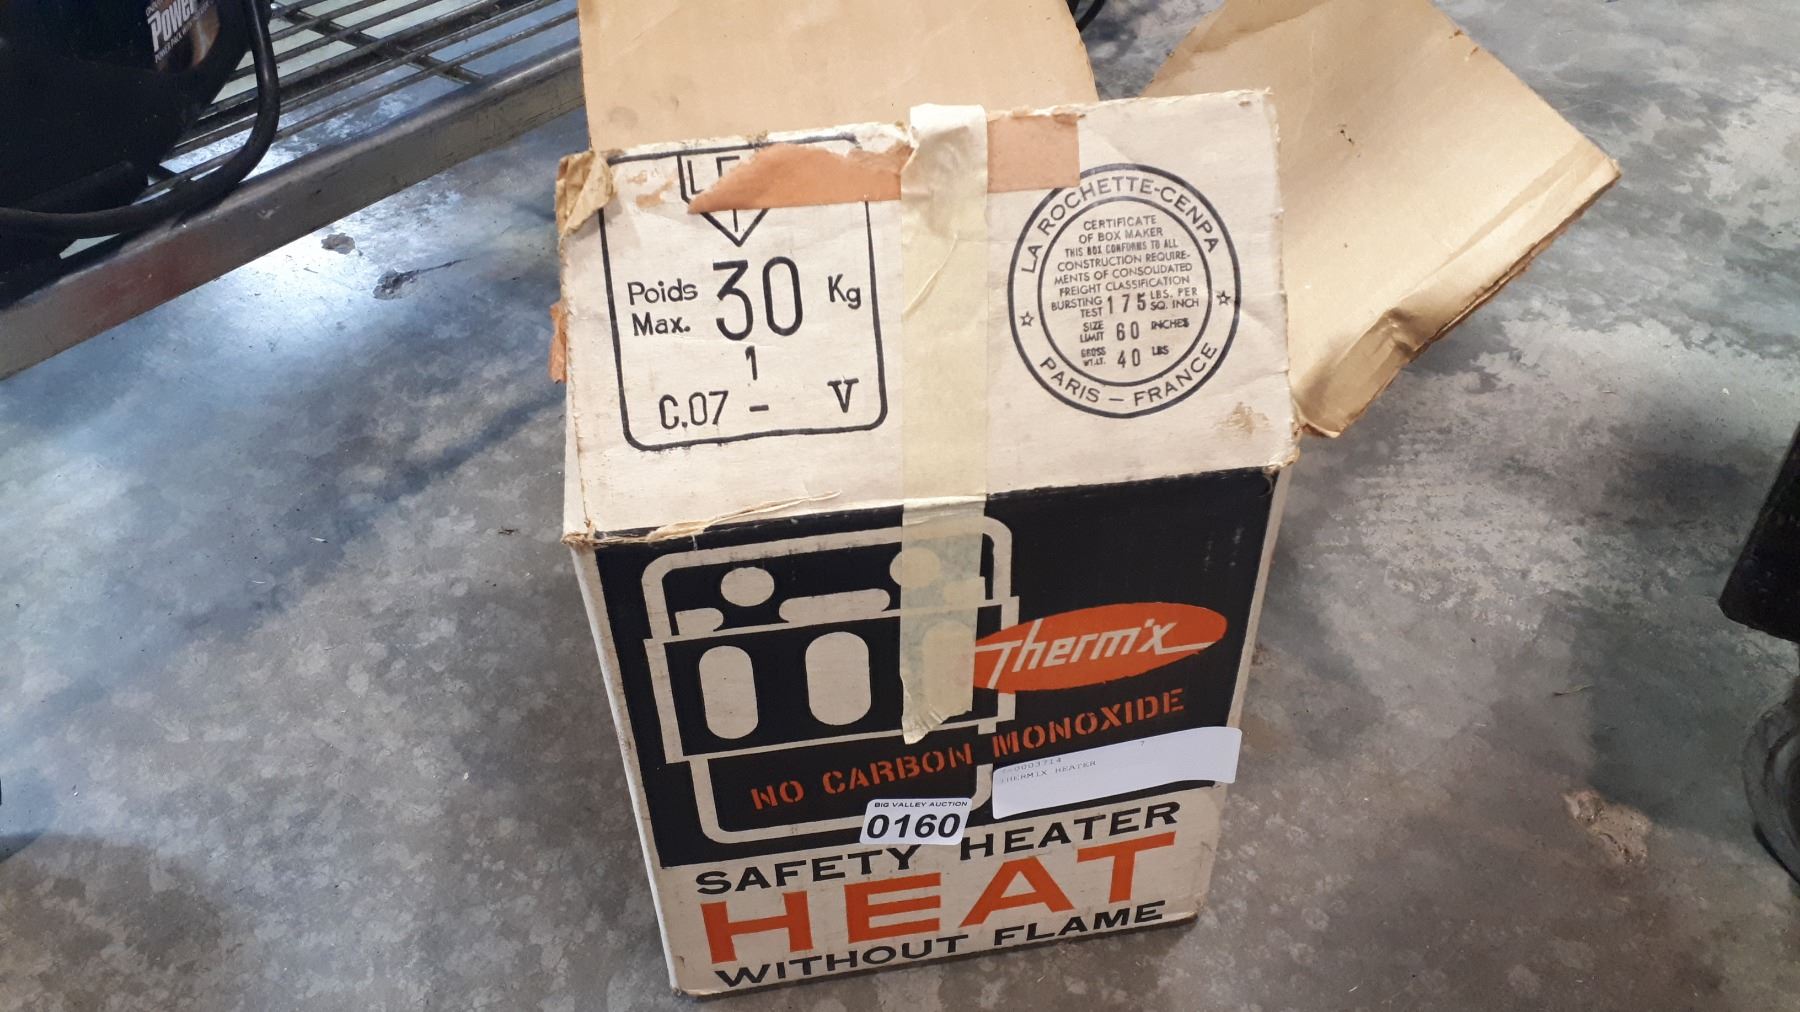 Power
L
Poids
Max. 30 Kg
1
C.07 - V
LA ROCHETTE-CENPA
CERTIFICATE
OF BOX MAKER
THIS BOX CONFORMS TO ALL
CONSTRUCTION REQUIRE-
MENTS OF CONSOLIDATED
FREIGHT CLASSIFICATION
BURSTING TEST 175 LBS. PER SQ. INCH
SIZE LIMIT 60 INCHES
GROSS WT. LT. 40 LBS
PARIS - FRANCE
Therm'x
NO CARBON MONOXIDE
THERMIX HEATER
BIG VALLEY AUCTION
0160
SAFETY HEATER
HEAT
WITHOUT FLAME